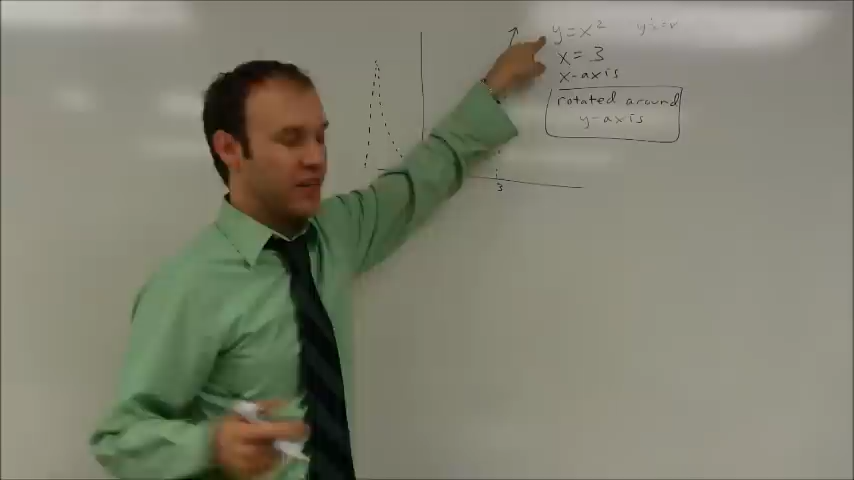 y = x²
x = 3
x-axis
rotated around
y-axis
3